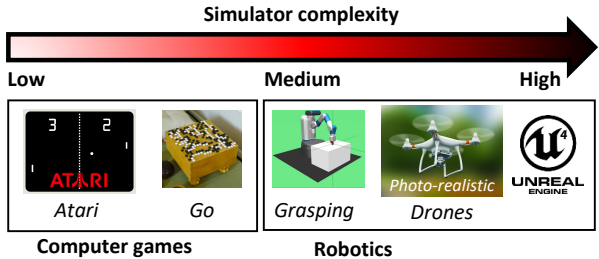 Simulator complexity
Low Medium High
3 2
ATARI
Photo-realistic
4
UNREAL
ENGINE
Atari Go Grasping Drones
Computer games Robotics